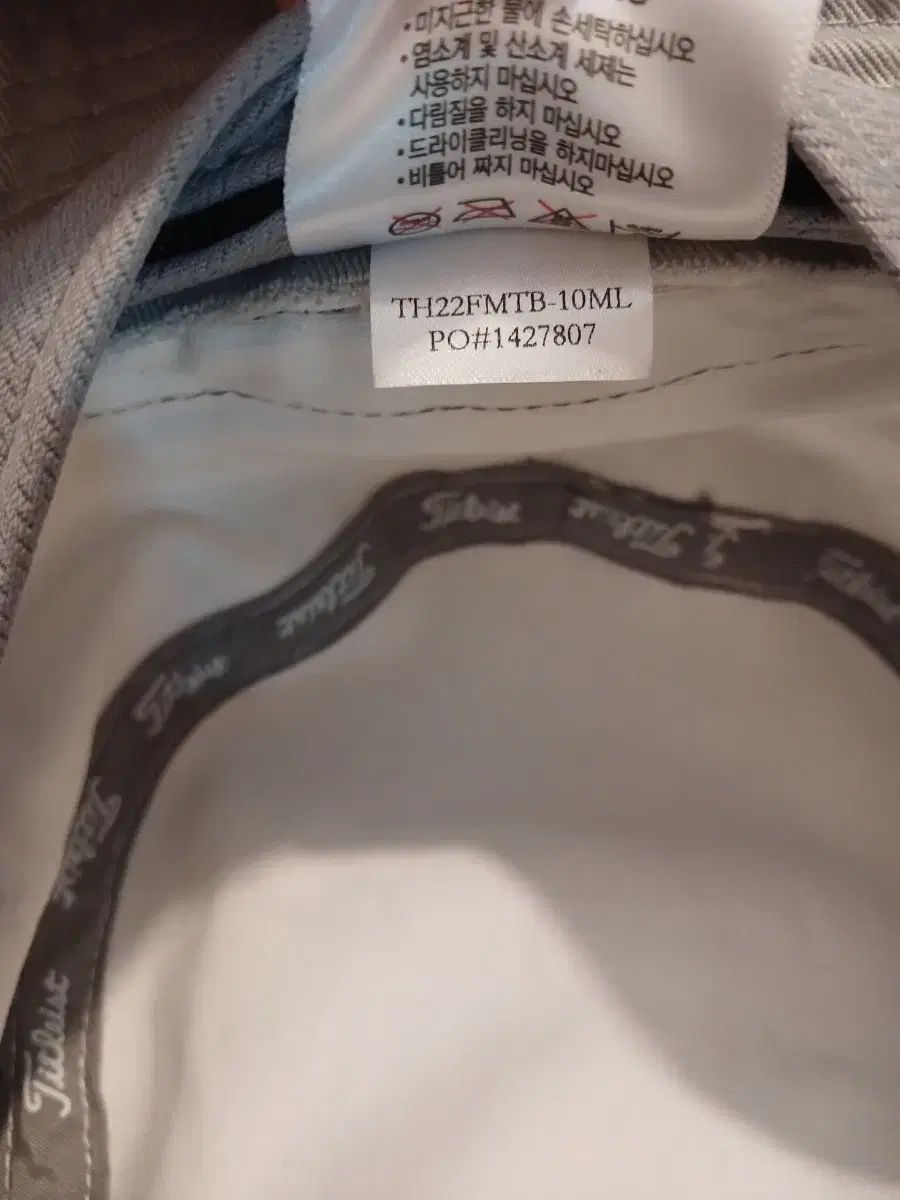 • 미지근한 물에 손세탁하십시오
• 염소계 및 산소계 세제는
사용하지 마십시오
• 다림질을 하지 마십시오
• 드라이클리닝을 하지마십시오
• 비틀어 짜지 마십시오
TH22FMTB-10ML
PO#1427807
Titleist
Titleist
Titleist
Titleist
Titleist
Titleist
Titleist